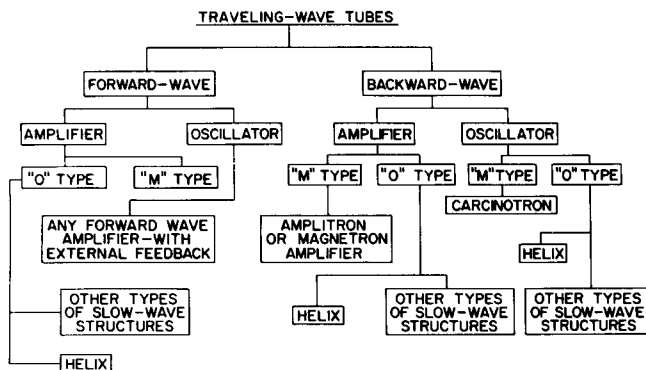 TRAVELING-WAVE TUBES
FORWARD-WAVE
BACKWARD-WAVE
AMPLIFIER
OSCILLATOR
AMPLIFIER
OSCILLATOR
"O" TYPE
"M" TYPE
"M" TYPE
"O" TYPE
"M" TYPE
"O" TYPE
CARCINOTRON
ANY FORWARD WAVE
AMPLIFIER-WITH
EXTERNAL FEEDBACK
AMPLITRON
OR MAGNETRON
AMPLIFIER
HELIX
OTHER TYPES
OF SLOW-WAVE
STRUCTURES
HELIX
OTHER TYPES
OF SLOW-WAVE
STRUCTURES
OTHER TYPES
OF SLOW-WAVE
STRUCTURES
HELIX